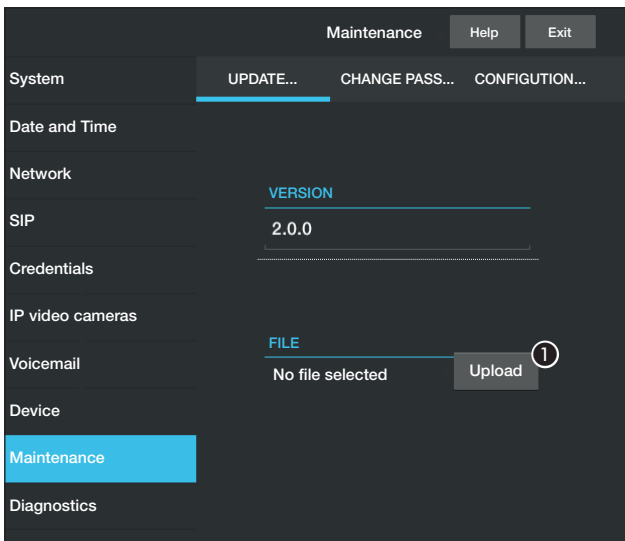 Maintenance Help Exit
System
UPDATE... CHANGE PASS... CONFIGUTION...
Date and Time
Network
VERSION
SIP
2.0.0
Credentials
IP video cameras
FILE
1
Voicemail
No file selected Upload
Device
Maintenance
Diagnostics